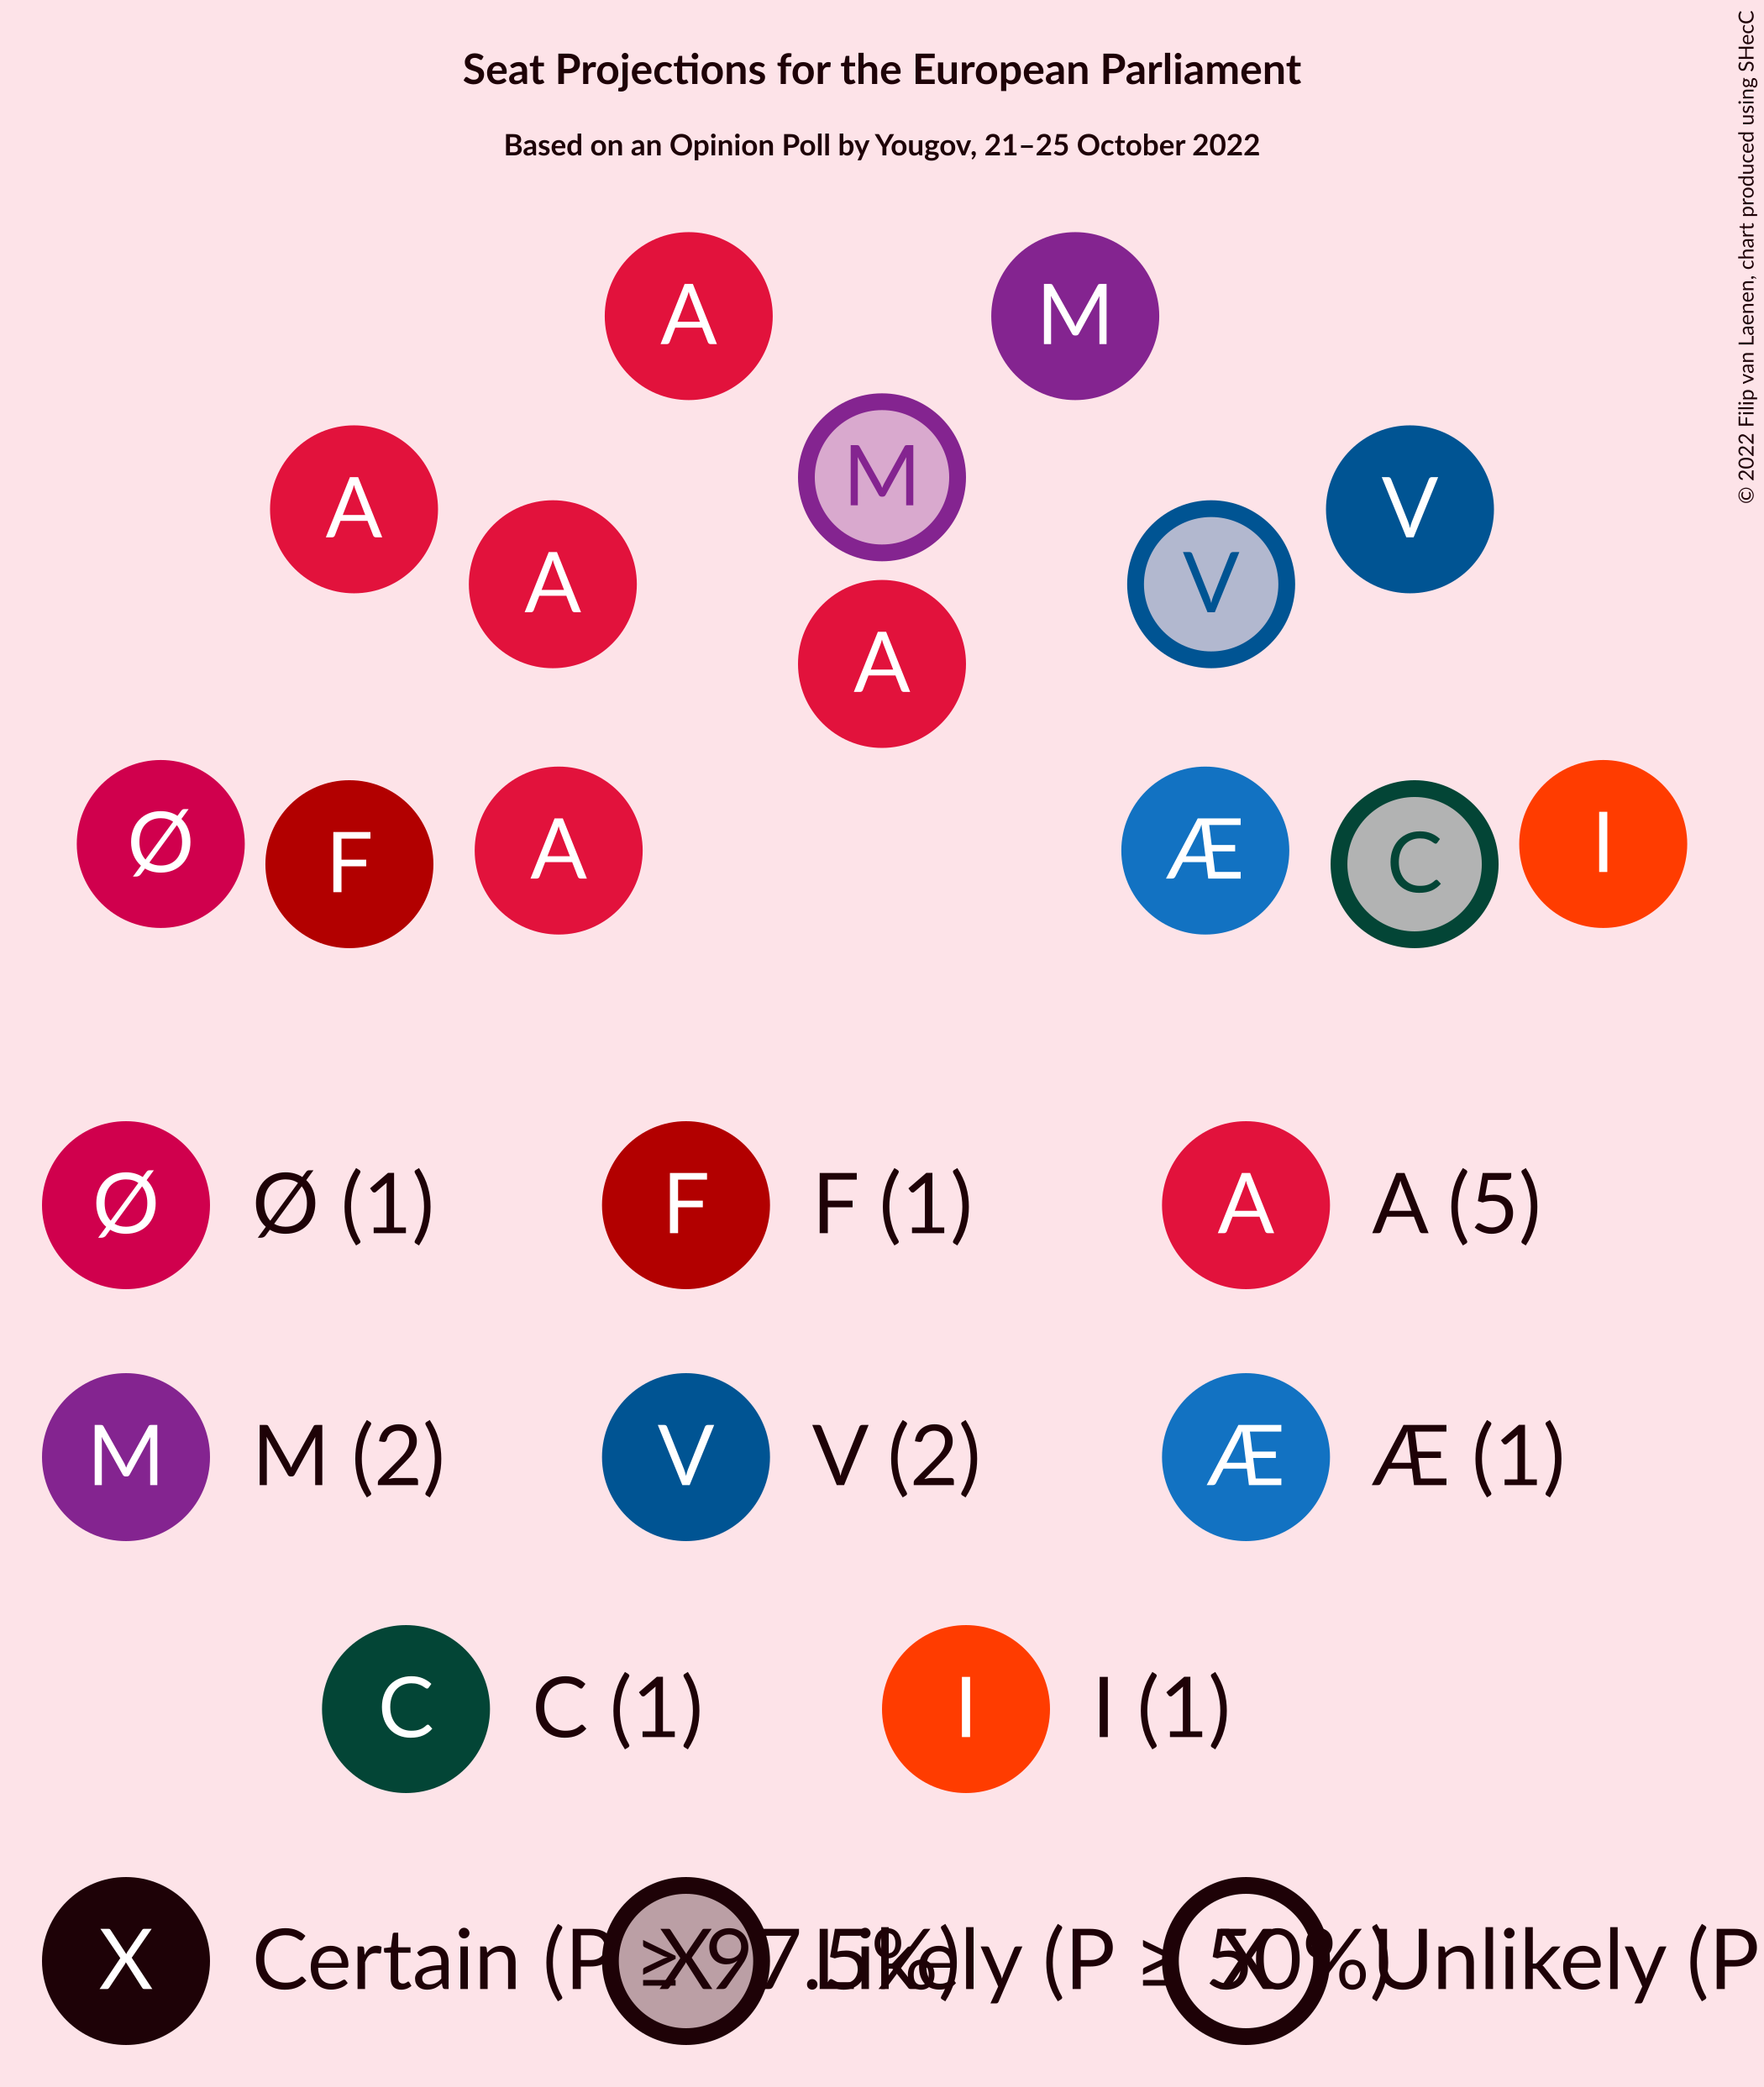 Seat Projections for the European Parliament
Based on an Opinion Poll by Yougov, 21–25 October 2022
© 2022 Filip van Laenen, chart produced using SHecC
A M
M
A V
A V
A
Ø I
A Æ
F C
Ø Ø (1) F F (1) A A (5)
M M (2) V V (2) Æ Æ (1)
C C (1) I I (1)
X Certain (P ≥ 97.5%) X Likely (P ≥ 50%) X Unlikely (P